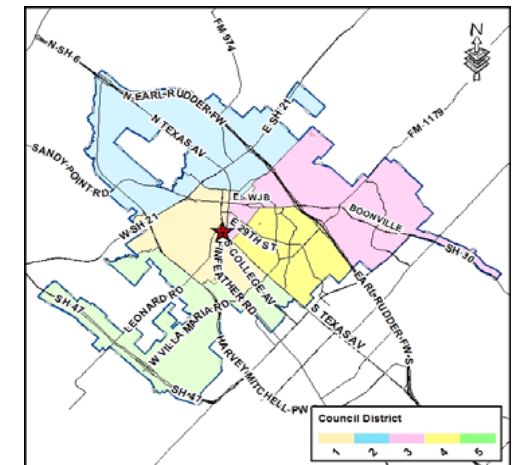 FM 974
N-SH-6
N
N-EARL-RUDDER-FW
E SH 21
N TEXAS-AV
FM-1179
SANDY-POINT-RD
E WJB
BOONVILLE
W-SH 21
E 29TH ST
SH-30
S COLLEGE-AV
FINFEATHER RD
EARL-RUDDER-FW-S
LEONARD RD
SH 47
W VILLA MARIA RD
S TEXAS AV
HARVEY-MITCHELL-PW
SH-47
Council District
1 2 3 4 5